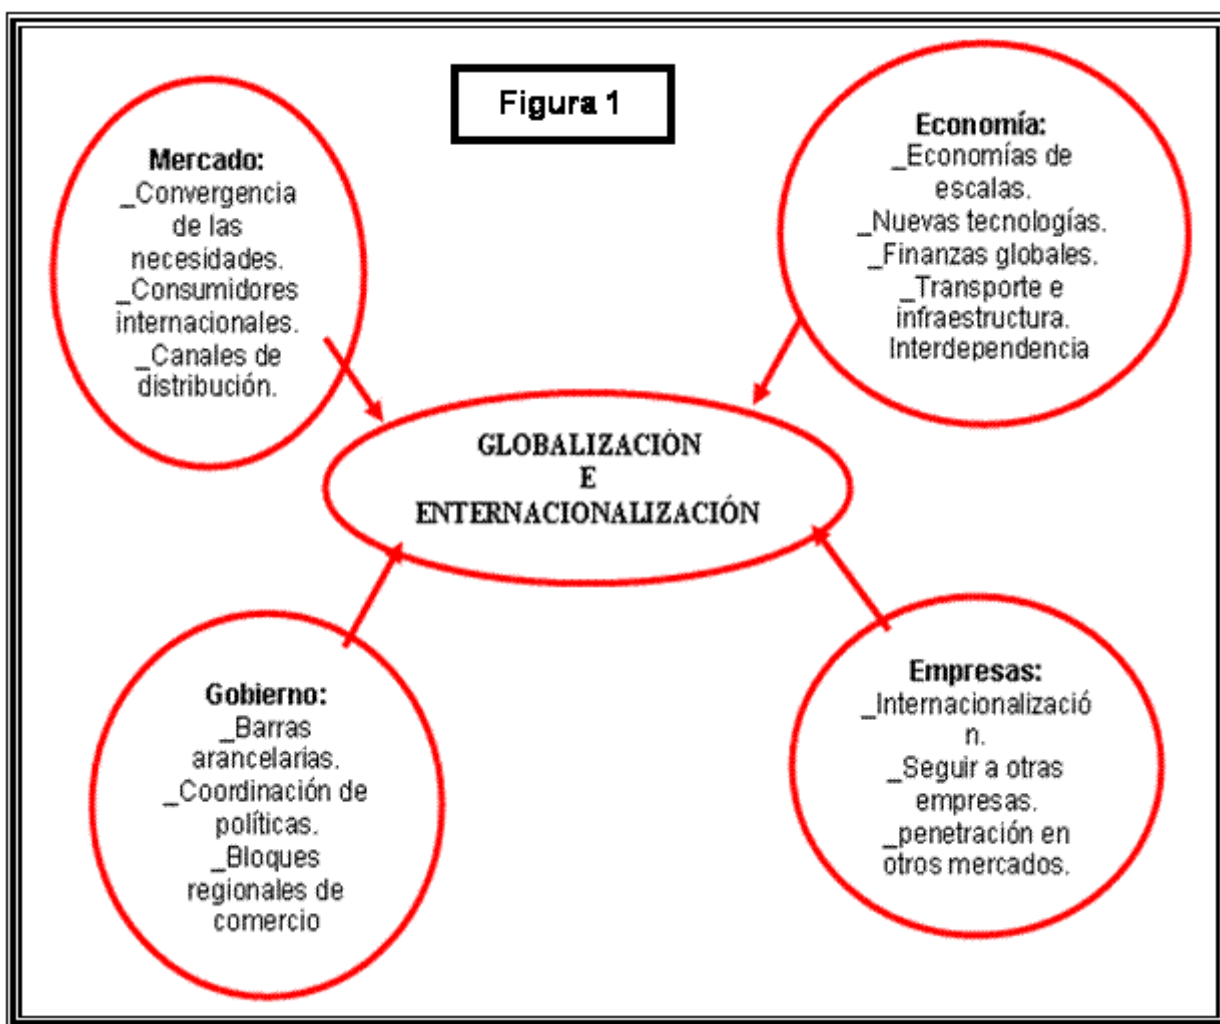 Figura 1
Mercado:
_Convergencia
de las
necesidades.
_Consumidores
internacionales.
_Canales de
distribución.
Economía:
_Economías de
escalas.
_Nuevas tecnologías.
_Finanzas globales.
_Transporte e
infraestructura.
Interdependencia
GLOBALIZACIÓN
E
ENTERNACIONALIZACIÓN
Gobierno:
_Barras
arancelarias.
_Coordinación de
políticas.
_Bloques
regionales de
comercio
Empresas:
_Internacionalizació
n.
_Seguir a otras
empresas.
_penetración en
otros mercados.